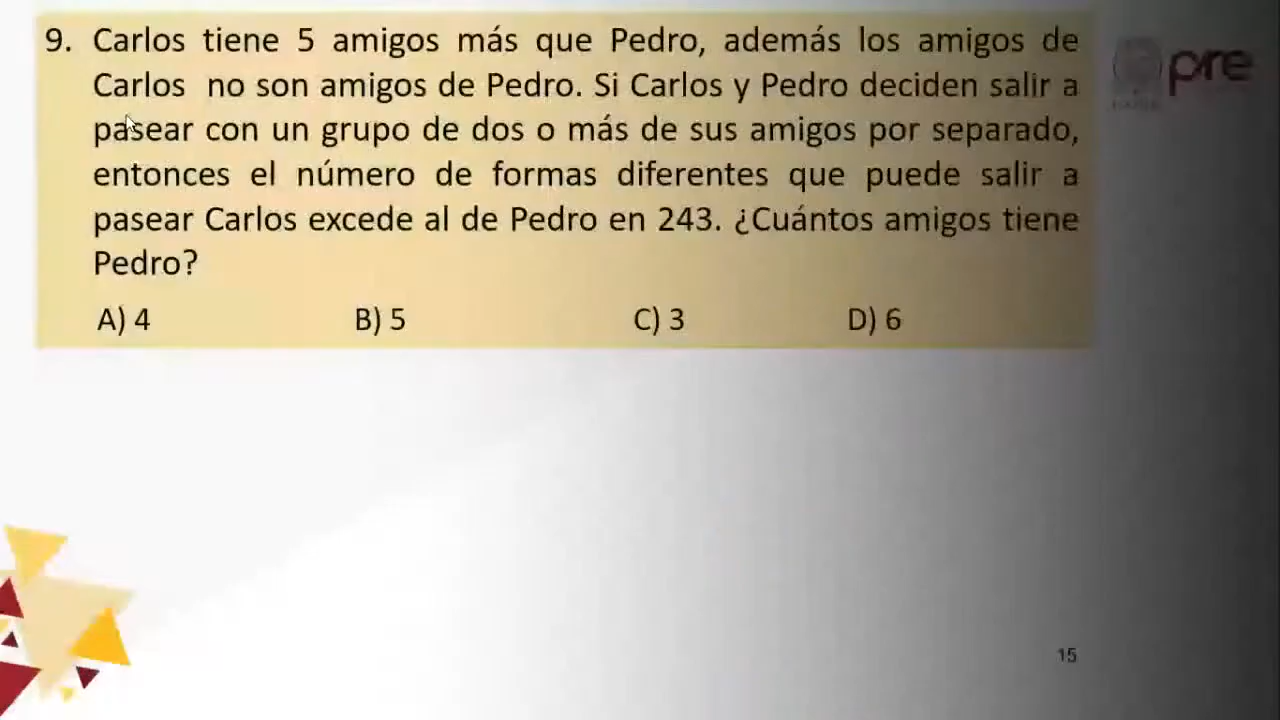 9. Carlos tiene 5 amigos más que Pedro, además los amigos de
Carlos no son amigos de Pedro. Si Carlos y Pedro deciden salir a
pasear con un grupo de dos o más de sus amigos por separado,
entonces el número de formas diferentes que puede salir a
pasear Carlos excede al de Pedro en 243. ¿Cuántos amigos tiene
Pedro?
A) 4 B) 5 C) 3 D) 6
pre
15